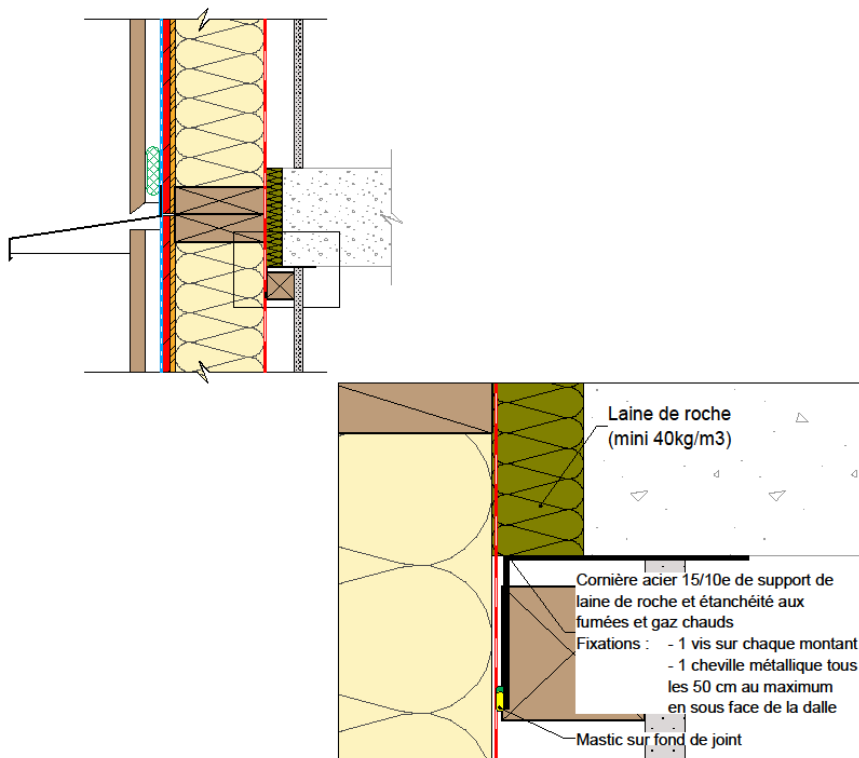 Laine de roche
(mini 40kg/m3)
Cornière acier 15/10e de support de
laine de roche et étanchéité aux
fumées et gaz chauds
Fixations : - 1 vis sur chaque montant
- 1 cheville métallique tous
les 50 cm au maximum
en sous face de la dalle
Mastic sur fond de joint